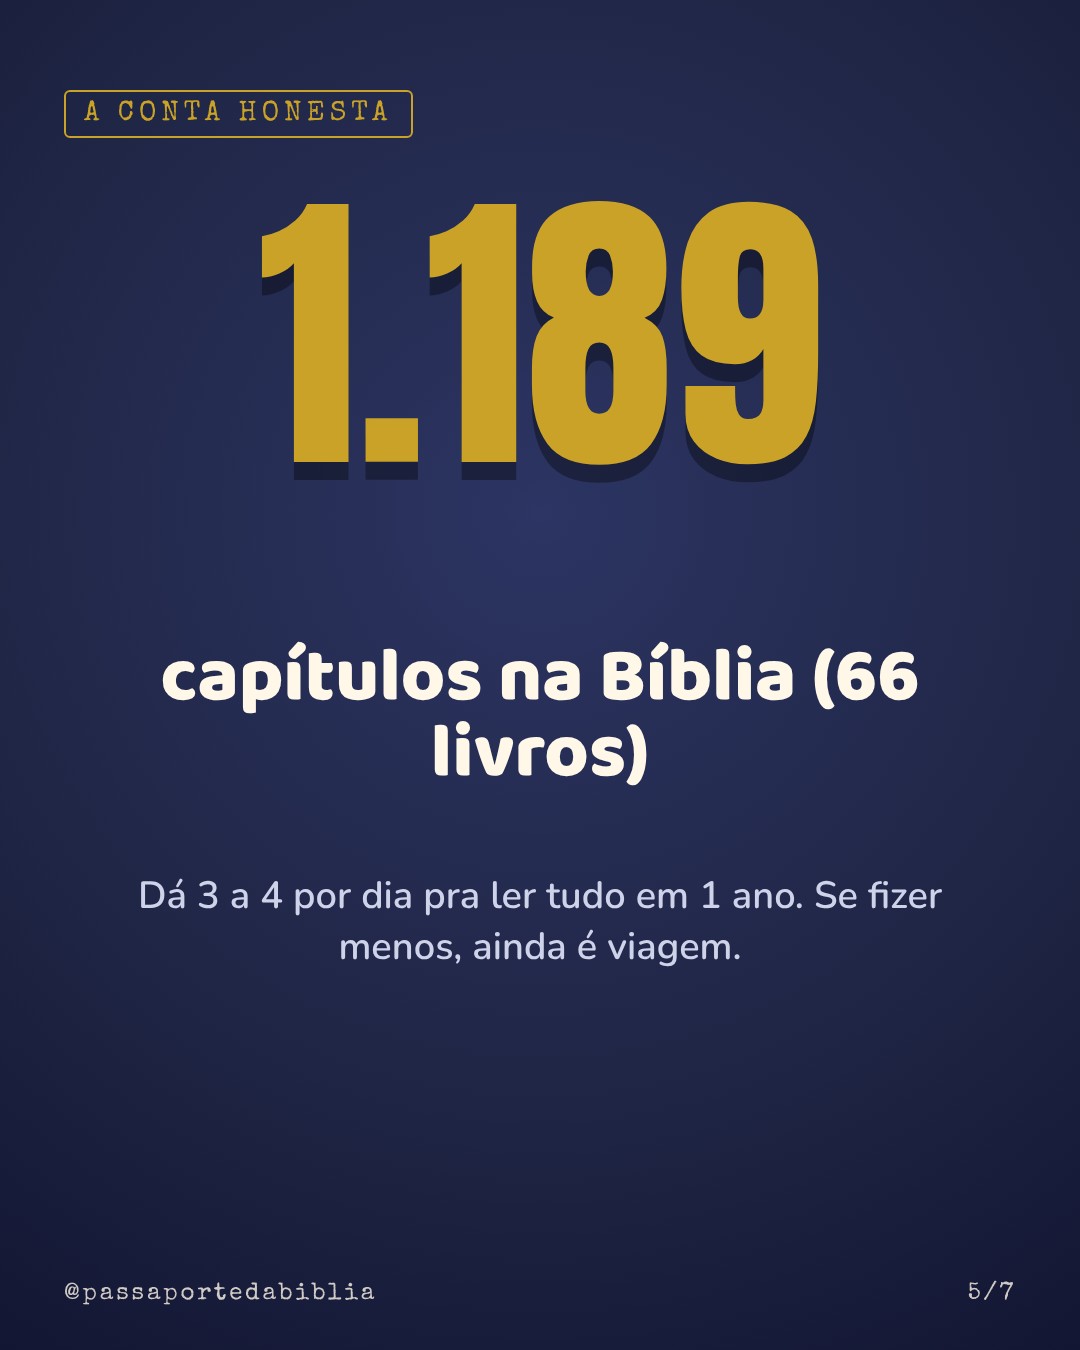 A CONTA HONESTA
1.189
capítulos na Bíblia (66
livros)
Dá 3 a 4 por dia pra ler tudo em 1 ano. Se fizer
menos, ainda é viagem.
@passaportedabiblia
5/7